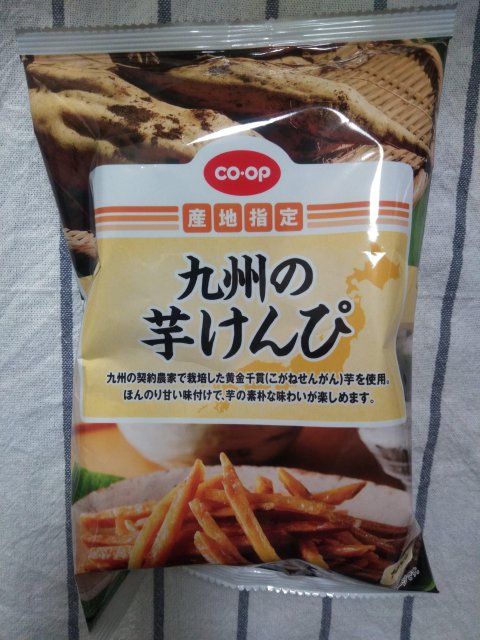 CO·OP
産地指定
九州の
芋けんぴ
九州の契約農家で栽培した黄金千貫(こがねせんがん)芋を使用。
ほんのり甘い味付けで、芋の素朴な味わいが楽しめます。